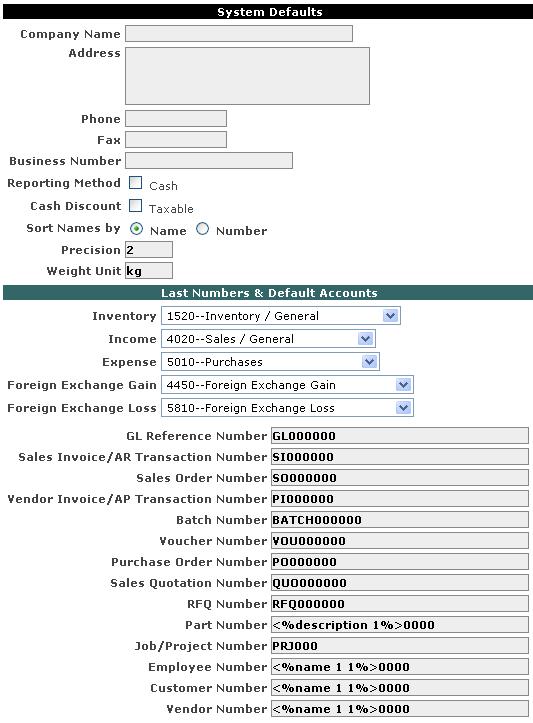 System Defaults
Company Name
Address
Phone
Fax
Business Number
Reporting Method Cash
Cash Discount Taxable
Sort Names by Name Number
Precision 2
Weight Unit kg
Last Numbers & Default Accounts
Inventory 1520--Inventory / General
Income 4020--Sales / General
Expense 5010--Purchases
Foreign Exchange Gain 4450--Foreign Exchange Gain
Foreign Exchange Loss 5810--Foreign Exchange Loss
GL Reference Number GL000000
Sales Invoice/AR Transaction Number SI000000
Sales Order Number SO000000
Vendor Invoice/AP Transaction Number PI000000
Batch Number BATCH000000
Voucher Number VOU000000
Purchase Order Number PO000000
Sales Quotation Number QUO000000
RFQ Number RFQ000000
Part Number <%description 1%>0000
Job/Project Number PRJ000
Employee Number <%name 1 1%>0000
Customer Number <%name 1 1%>0000
Vendor Number <%name 1 1%>0000